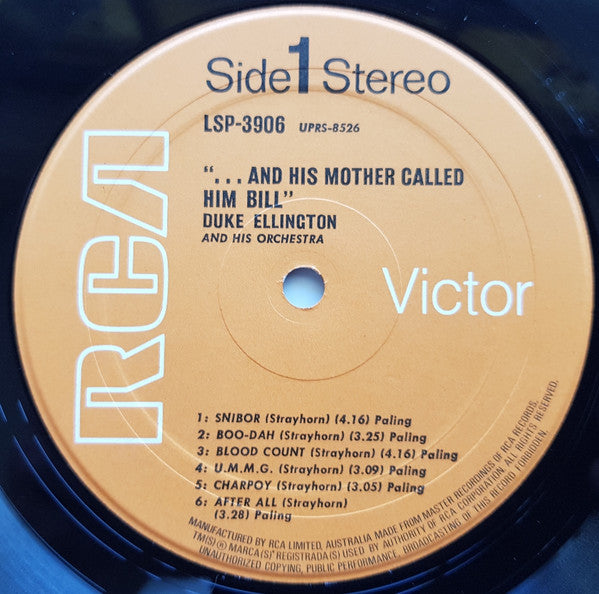 Side 1 Stereo
LSP-3906 UPRS-8526
"... AND HIS MOTHER CALLED
HIM BILL"
DUKE ELLINGTON
AND HIS ORCHESTRA
RCA
Victor
1: SNIBOR (Strayhorn) (4.16) Paling
2: BOO-DAH (Strayhorn) (3.25) Paling
3: BLOOD COUNT (Strayhorn) (4.16) Paling
4: U.M.M.G. (Strayhorn) (3.09) Paling
5: CHARPOY (Strayhorn) (3.05) Paling
6: AFTER ALL (Strayhorn)
(3.28) Paling
MANUFACTURED BY RCA LIMITED, AUSTRALIA MADE FROM MASTER RECORDINGS OF RCA RECORDS.
TM(S) ® MARCA(S) REGISTRADA(S) USED BY AUTHORITY OF RCA CORPORATION. ALL RIGHTS RESERVED.
UNAUTHORIZED COPYING, PUBLIC PERFORMANCE, BROADCASTING OF THIS RECORD FORBIDDEN.